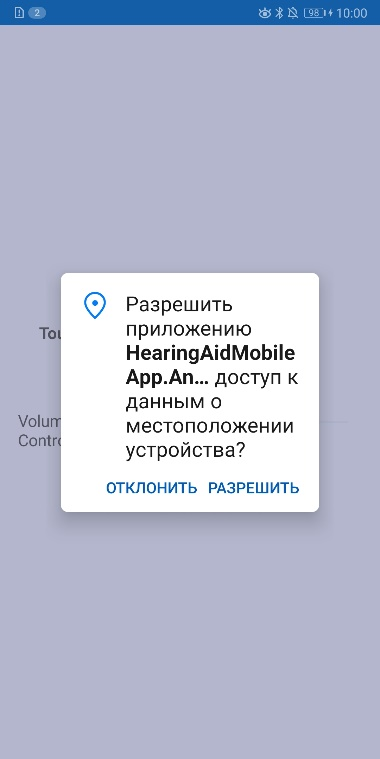 2 98 10:00
Разрешить
приложению
HearingAidMobile
App.An... доступ к
данным о
местоположении
устройства?
ОТКЛОНИТЬ РАЗРЕШИТЬ